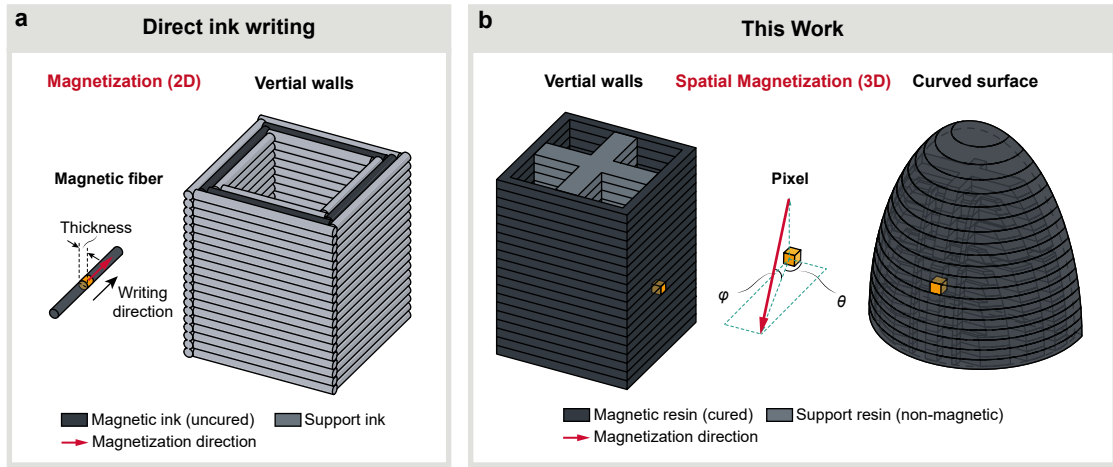 a
Direct ink writing
Magnetization (2D)
Vertial walls
Magnetic fiber
Thickness
Writing
direction
Magnetic ink (uncured)
Support ink
Magnetization direction
b
This Work
Vertial walls
Spatial Magnetization (3D)
Curved surface
Pixel
φ
θ
Magnetic resin (cured)
Support resin (non-magnetic)
Magnetization direction